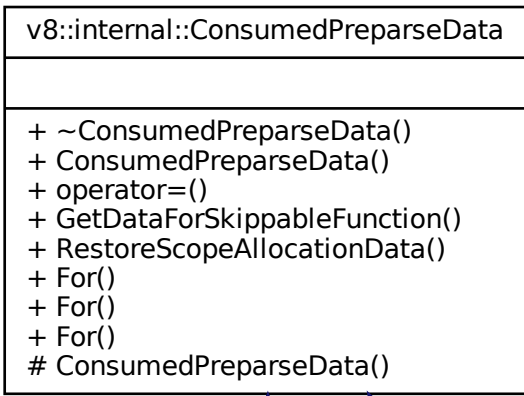 v8::internal::ConsumedPreparseData
+ ~ConsumedPreparseData()
+ ConsumedPreparseData()
+ operator=()
+ GetDataForSkippableFunction()
+ RestoreScopeAllocationData()
+ For()
+ For()
+ For()
# ConsumedPreparseData()